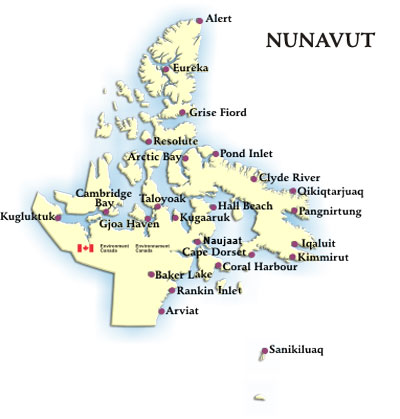 Alert
NUNAVUT
Eureka
Grise Fiord
Resolute
Arctic Bay
Pond Inlet
Clyde River
Cambridge
Bay
Taloyoak
Qikiqtarjuaq
Kugluktuk
Hall Beach
Pangnirtung
Gjoa Haven
Kugaaruk
Naujaat
Iqaluit
Environment
Canada
Environnement
Canada
Cape Dorset
Kimmirut
Coral Harbour
Baker Lake
Rankin Inlet
Arviat
Sanikiluaq